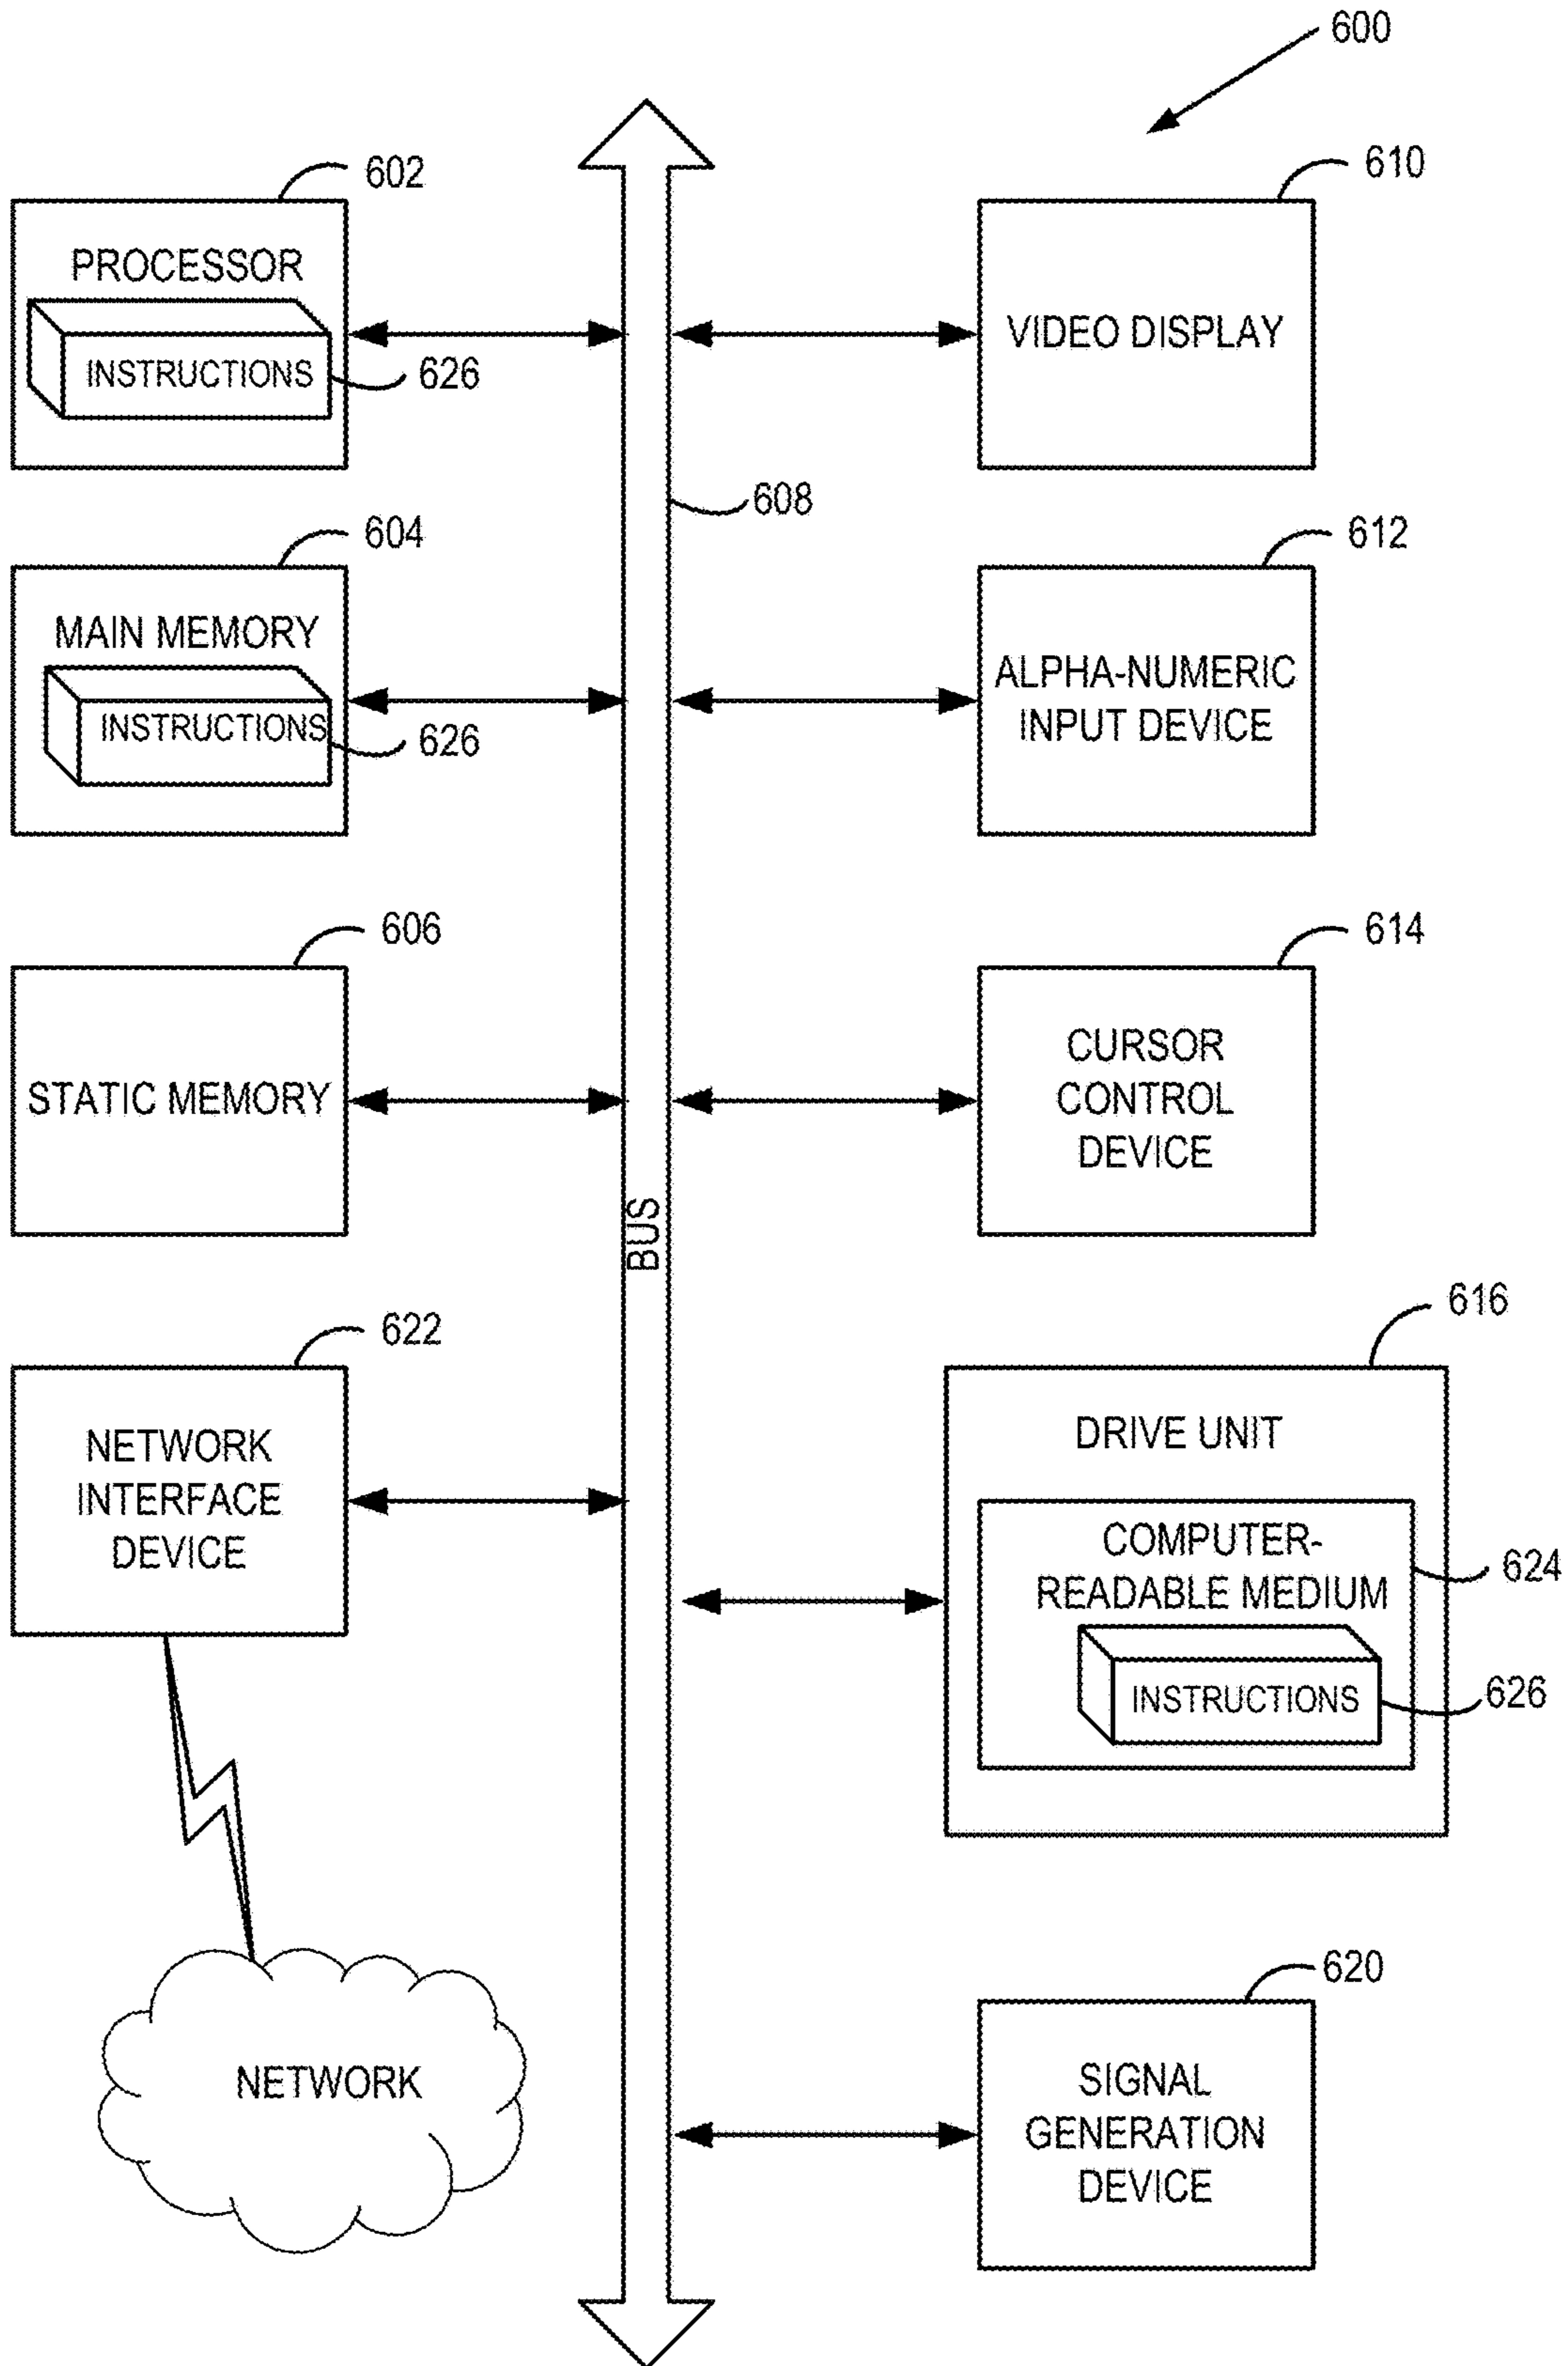 600
602
PROCESSOR
INSTRUCTIONS
626
610
VIDEO DISPLAY
608
604
MAIN MEMORY
INSTRUCTIONS
626
612
ALPHA-NUMERIC
INPUT DEVICE
606
STATIC MEMORY
614
CURSOR
CONTROL
DEVICE
BUS
622
NETWORK
INTERFACE
DEVICE
616
DRIVE UNIT
COMPUTER-
READABLE MEDIUM
624
INSTRUCTIONS
626
NETWORK
620
SIGNAL
GENERATION
DEVICE